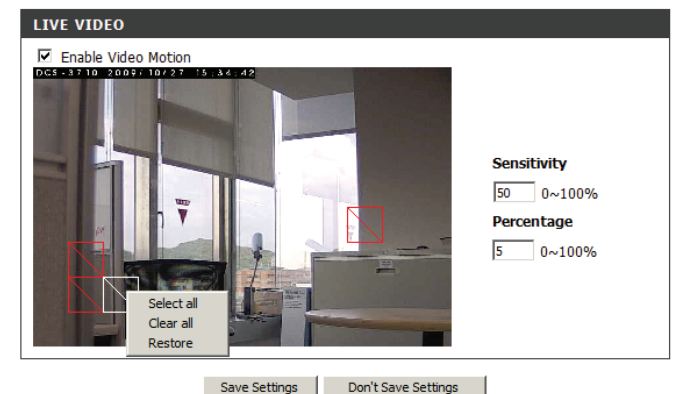 LIVE VIDEO
Enable Video Motion
DCS-3710 2009/10/27 15:34:42
Sensitivity
50 0~100%
Percentage
5 0~100%
Select all
Clear all
Restore
Save Settings Don't Save Settings